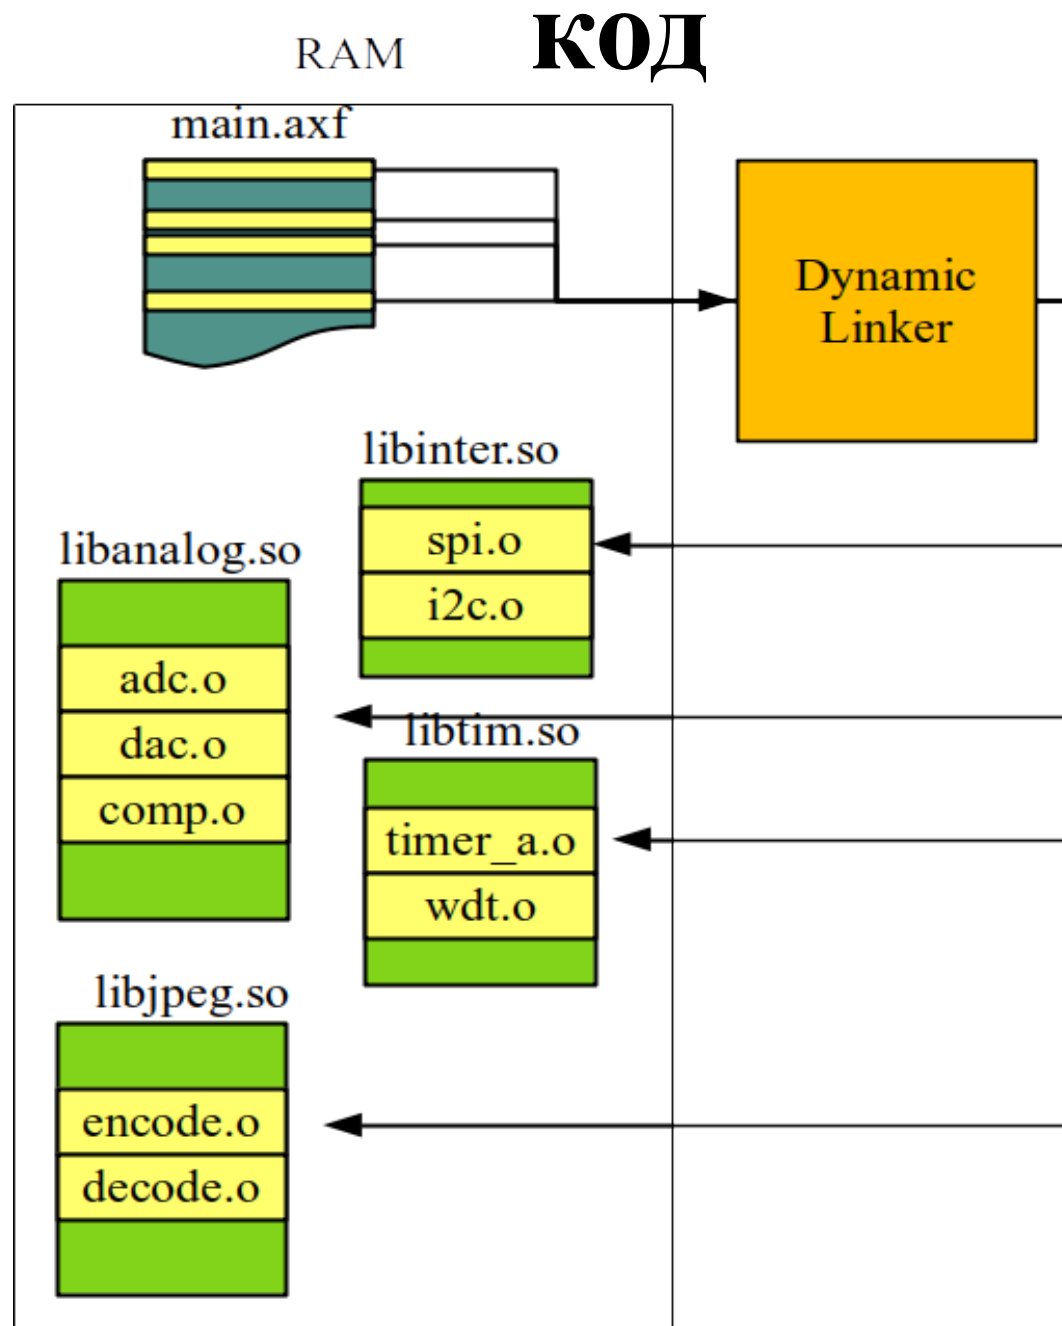 RAM
код
main.axf
Dynamic
Linker
libinter.so
spi.o
i2c.o
libanalog.so
adc.o
dac.o
comp.o
libtim.so
timer_a.o
wdt.o
libjpeg.so
encode.o
decode.o